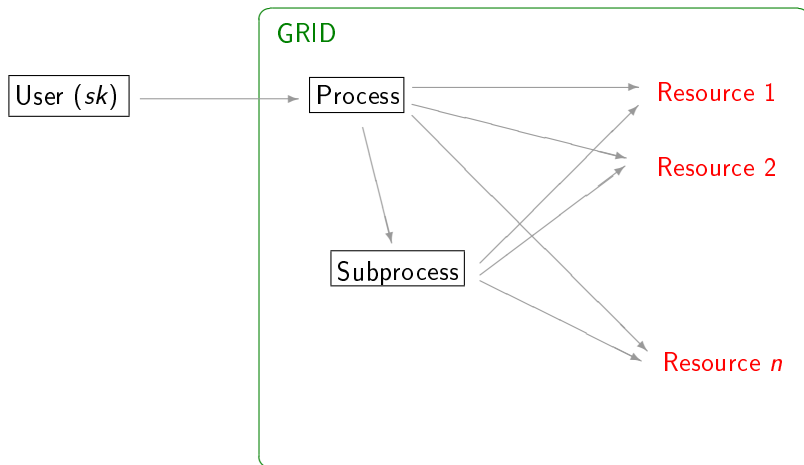 GRID
User (sk)
Process
Resource 1
Resource 2
Subprocess
Resource n